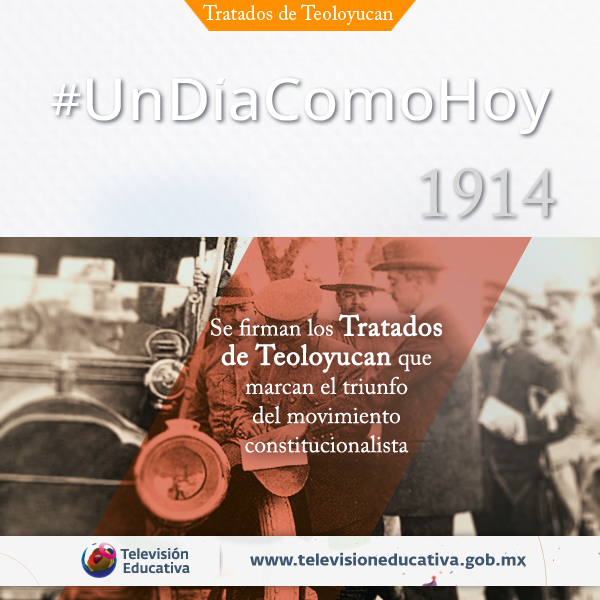 Tratados de Teoloyucan
#UnDiaComoHoy
1914
Se firman los Tratados
de Teoloyucan que
marcan el triunfo
del movimiento
constitucionalista
Televisión
Educativa
www.televisioneducativa.gob.mx